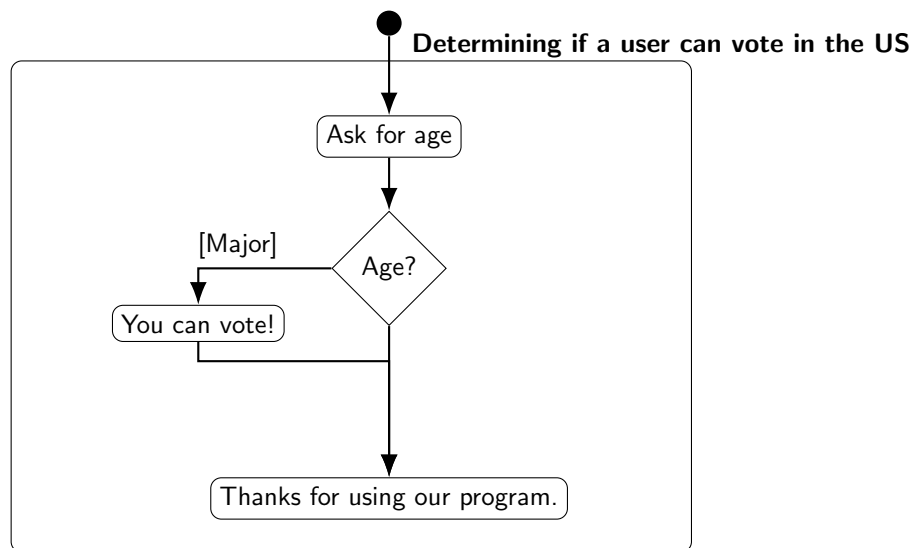 Determining if a user can vote in the US
Ask for age
Age?
[Major]
You can vote!
Thanks for using our program.